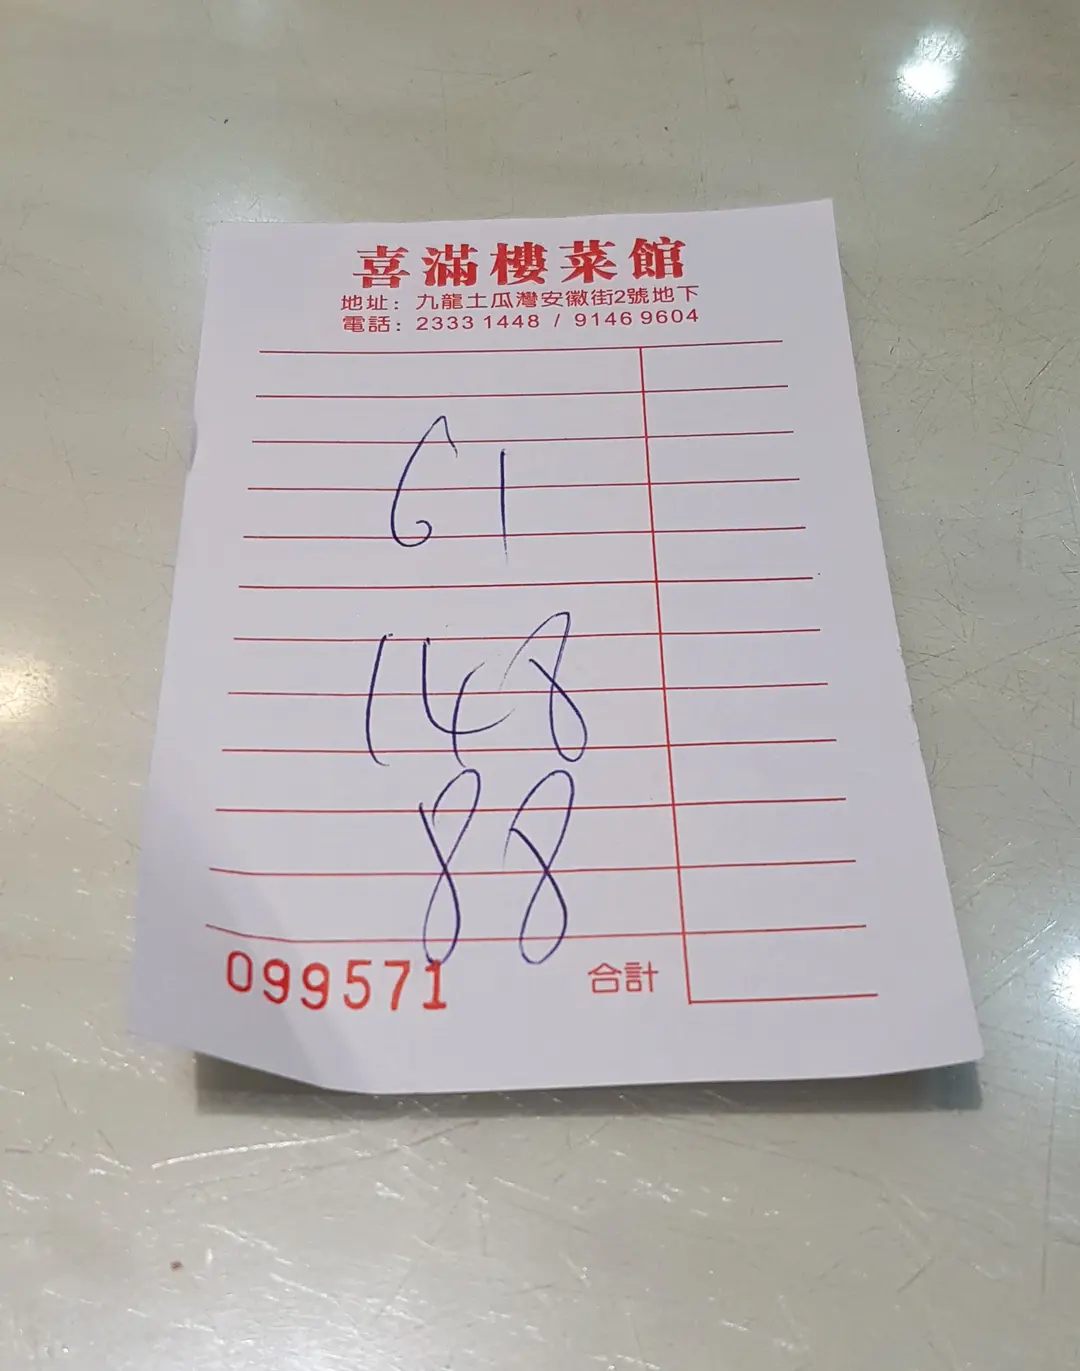 喜滿樓菜館
地址：九龍土瓜灣安徽街2號地下
電話：2333 1448 / 9146 9604
61
148
88
099571 合計